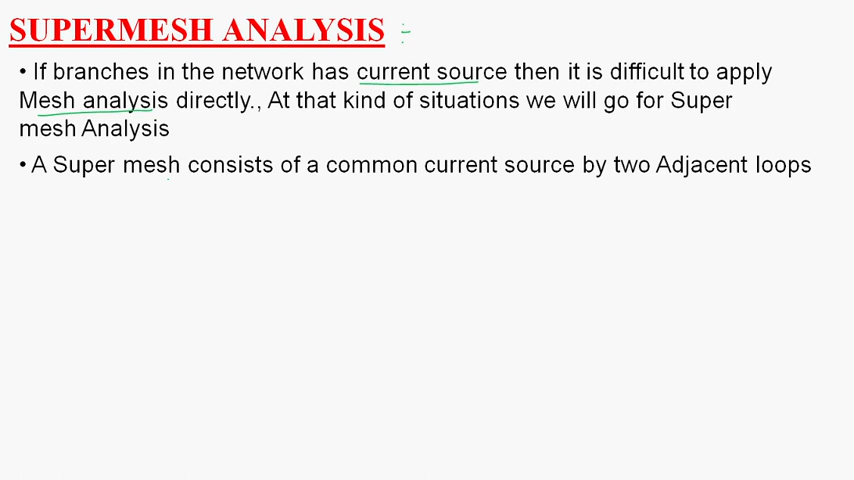 SUPERMESH ANALYSIS :-
• If branches in the network has current source then it is difficult to apply
Mesh analysis directly., At that kind of situations we will go for Super
mesh Analysis
• A Super mesh consists of a common current source by two Adjacent loops